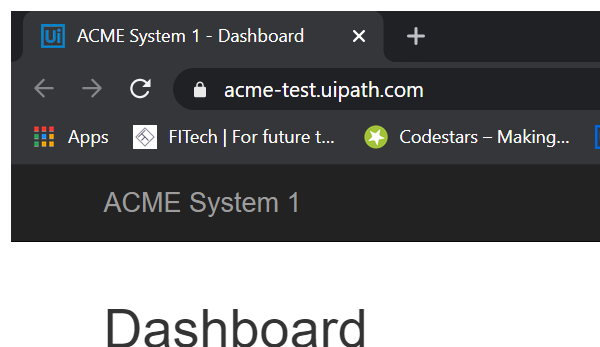 Ui ACME System 1 - Dashboard
acme-test.uipath.com
Apps FITech | For future t... Codestars – Making...
ACME System 1
Dashboard